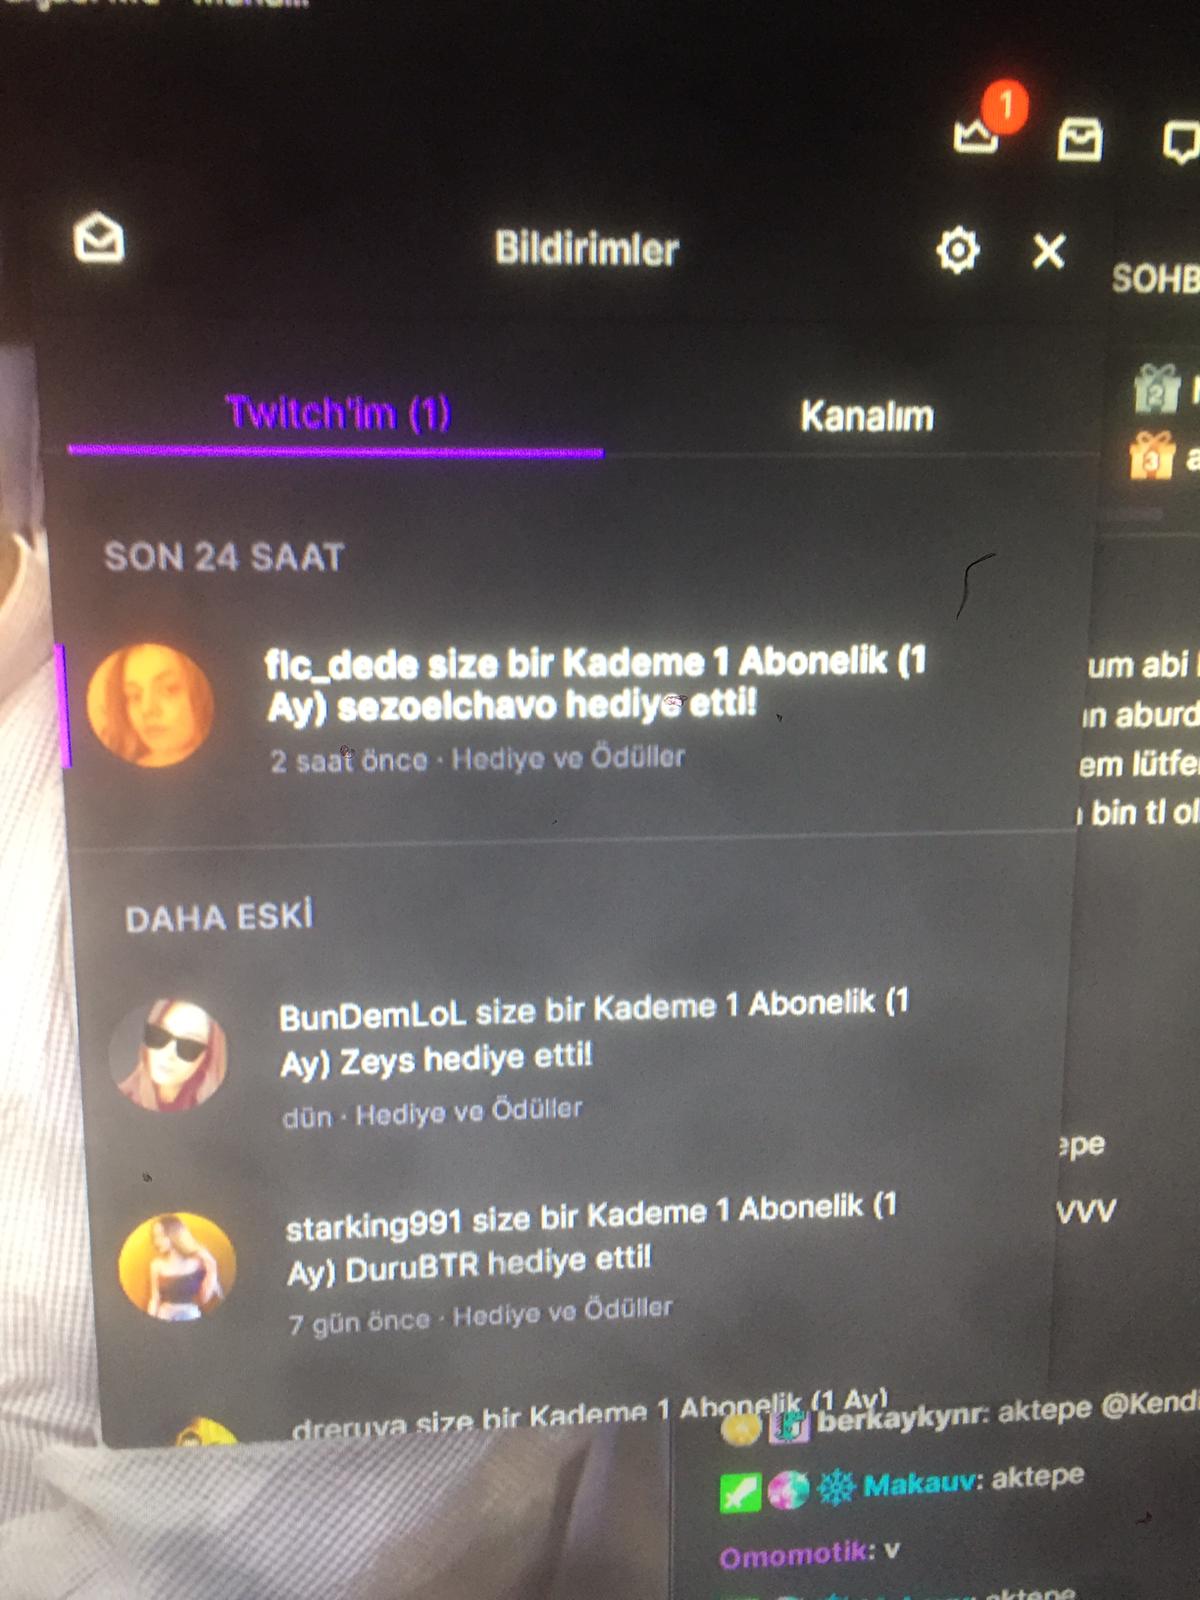 1
Bildirimler
SOHB
Twitch'im (1)
Kanalım
2
3
a
SON 24 SAAT
flc_dede size bir Kademe 1 Abonelik (1
Ay) sezoelchavo hediye etti!
2 saat önce · Hediye ve Ödüller
um abi
ın aburd
em lütfe
bin tl ol
DAHA ESKİ
BunDemLoL size bir Kademe 1 Abonelik (1
Ay) Zeys hediye etti!
dün · Hediye ve Ödüller
epe
vvv
starking991 size bir Kademe 1 Abonelik (1
Ay) DuruBTR hediye etti!
7 gün önce · Hediye ve Ödüller
dreruya size bir Kademe 1 Abonelik (1 Ay)
berkaykynr: aktepe @Kendi
Makauv: aktepe
Omomotik: v
aktepe